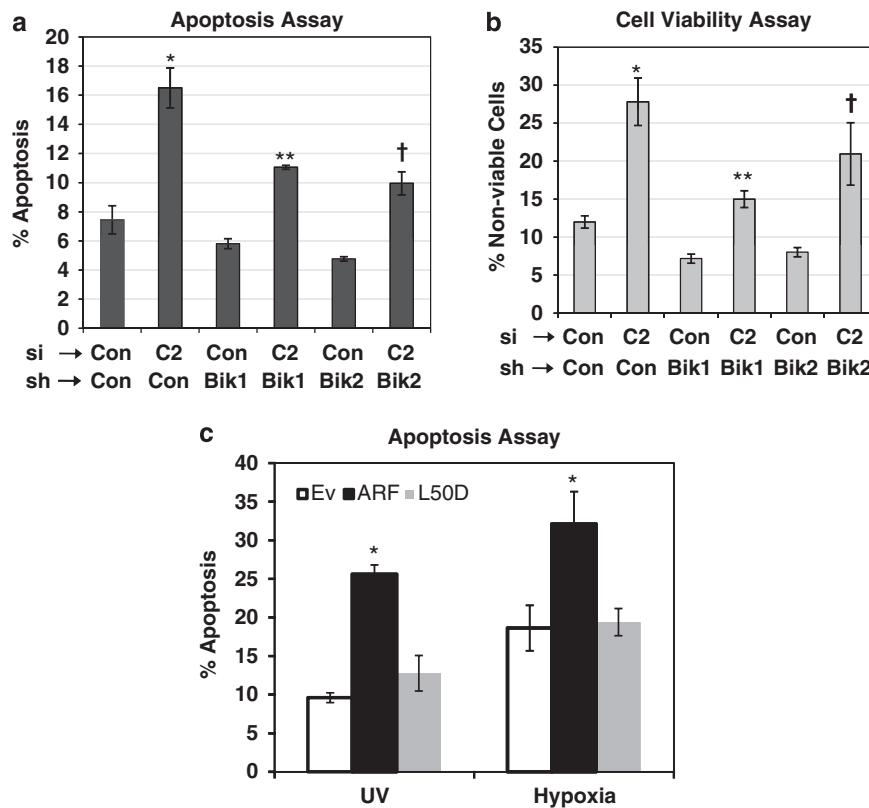 a
Apoptosis Assay
20
18
16
14
12
10
8
6
4
2
0
% Apoptosis
*
**
†
si → Con C2 Con C2 Con C2
sh → Con Con Bik1 Bik1 Bik2 Bik2
b
Cell Viability Assay
35
30
25
20
15
10
5
0
% Non-viable Cells
*
**
†
si → Con C2 Con C2 Con C2
sh → Con Con Bik1 Bik1 Bik2 Bik2
c
Apoptosis Assay
40
35
30
25
20
15
10
5
0
% Apoptosis
Ev ARF L50D
*
*
UV Hypoxia